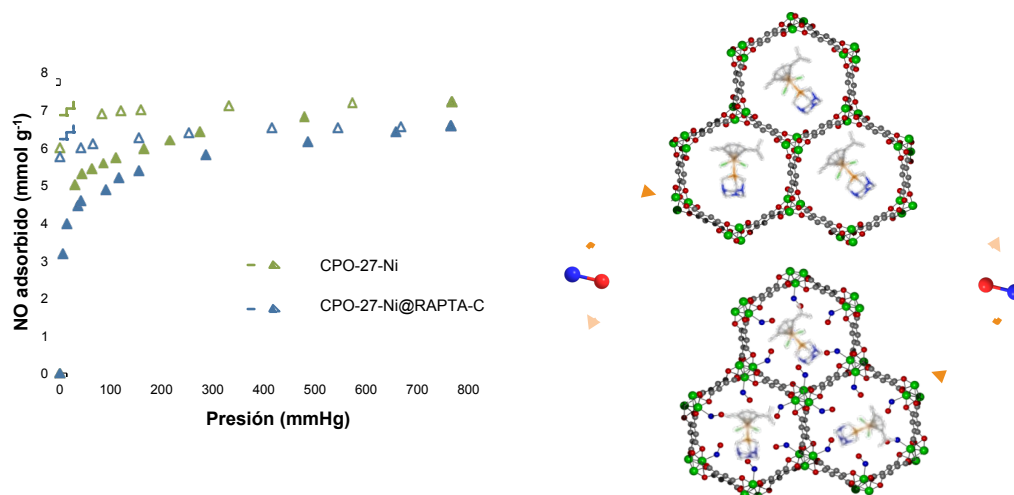 8
7
6
5
4
3
2
1
0
0 100 200 300 400 500 600 700 800
NO adsorbido (mmol g⁻¹)
Presión (mmHg)
CPO-27-Ni
CPO-27-Ni@RAPTA-C